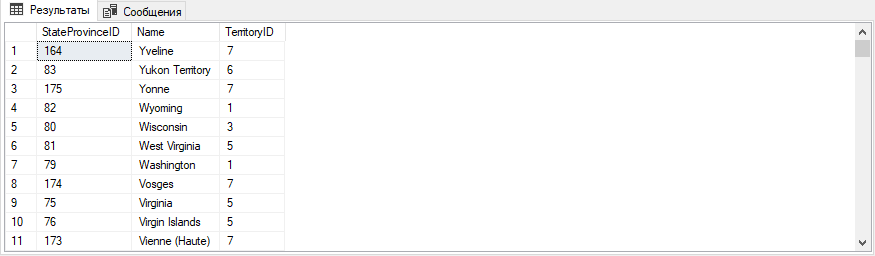 Результаты Сообщения
StateProvinceID Name TerritoryID
1 164 Yveline 7
2 83 Yukon Territory 6
3 175 Yonne 7
4 82 Wyoming 1
5 80 Wisconsin 3
6 81 West Virginia 5
7 79 Washington 1
8 174 Vosges 7
9 75 Virginia 5
10 76 Virgin Islands 5
11 173 Vienne (Haute) 7